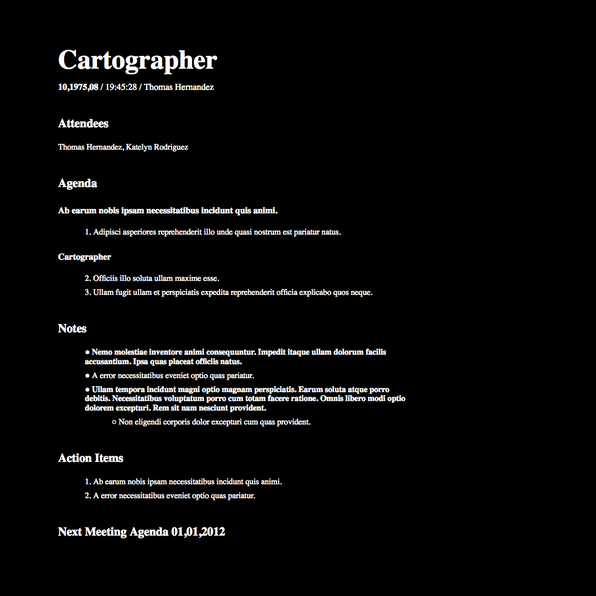 Cartographer
10,1975,08 / 19:45:28 / Thomas Hernandez
Attendees
Thomas Hernandez, Katelyn Rodriguez
Agenda
Ab earum nobis ipsam necessitatibus incidunt quis animi.
1. Adipisci asperiores reprehenderit illo unde quasi nostrum est pariatur natus.
Cartographer
2. Officiis illo soluta ullam maxime esse.
3. Ullam fugit ullam et perspiciatis expedita reprehenderit officia explicabo quos neque.
Notes
● Nemo molestiae inventore animi consequuntur. Impedit itaque ullam dolorum facilis
accusantium. Ipsa quas placeat officiis natus.
● A error necessitatibus eveniet optio quas pariatur.
● Ullam tempora incidunt magni optio magnam perspiciatis. Earum soluta atque porro
debitis. Necessitatibus voluptatum porro cum totam facere ratione. Omnis libero modi optio
dolorem excepturi. Rem sit nam nesciunt provident.
○ Non eligendi corporis dolor excepturi cum quas provident.
Action Items
1. Ab earum nobis ipsam necessitatibus incidunt quis animi.
2. A error necessitatibus eveniet optio quas pariatur.
Next Meeting Agenda 01,01,2012